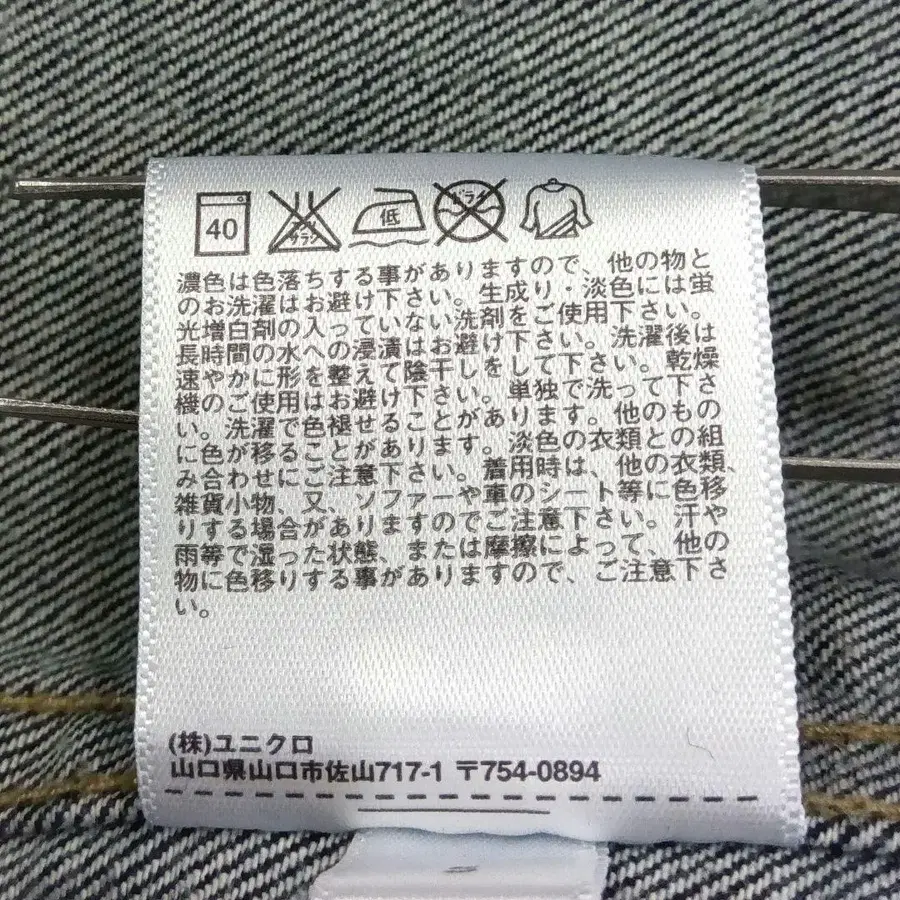 40 エンソサラシ 低 ドライ
濃色は色落ちする事がありますので、他の物と
のお洗濯はお避け下さい。生成り・淡色には蛍
光増白剤の入っていない洗剤をご使用下さい。
長時間の水への浸漬はお避け下さい。洗濯後は
速やかに形を整えて陰干しをして下さい。乾燥
機のご使用はお避け下さい。単独で洗って下さ
い。洗濯で色褪せることがあります。他のもの
に色が移ることがあります。淡色の衣類との組
み合わせにご注意下さい。着用時は、他の衣類、
雑貨小物、又、ソファーや車のシート等に色移
りする場合がありますのでご注意下さい。汗や
雨等で湿った状態、または摩擦によって、他の
物に色移りする事がありますので、ご注意下さ
い。
(株)ユニクロ
山口県山口市佐山717-1 〒754-0894